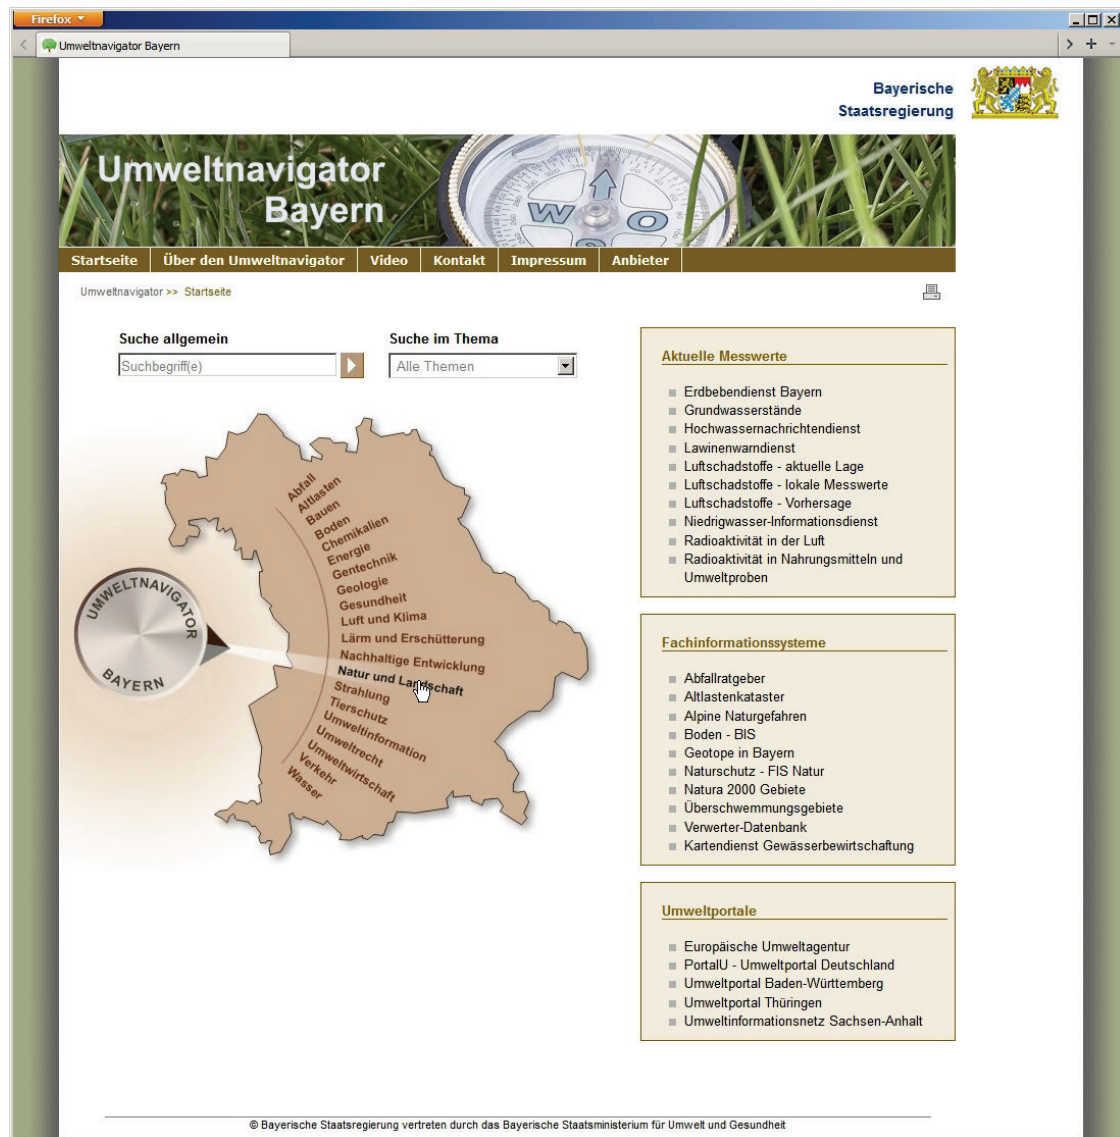 Firefox
Umweltnavigator Bayern
Bayerische
Staatsregierung
Umweltnavigator
Bayern
W O
S
Startseite Über den Umweltnavigator Video Kontakt Impressum Anbieter
Umweltnavigator >> Startseite
Suche allgemein
Suchbegriff(e)
Suche im Thema
Alle Themen
UMWELTNAVIGATOR
BAYERN
Abfall
Altlasten
Bauen
Boden
Chemikalien
Energie
Gentechnik
Geologie
Gesundheit
Luft und Klima
Lärm und Erschütterung
Nachhaltige Entwicklung
Natur und Landschaft
Strahlung
Tierschutz
Umweltinformation
Umweltrecht
Umweltwirtschaft
Verkehr
Wasser
Aktuelle Messwerte
Erdbebendienst Bayern
Grundwasserstände
Hochwassernachrichtendienst
Lawinenwarndienst
Luftschadstoffe - aktuelle Lage
Luftschadstoffe - lokale Messwerte
Luftschadstoffe - Vorhersage
Niedrigwasser-Informationsdienst
Radioaktivität in der Luft
Radioaktivität in Nahrungsmitteln und
Umweltproben
Fachinformationssysteme
Abfallratgeber
Altlastenkataster
Alpine Naturgefahren
Boden - BIS
Geotope in Bayern
Naturschutz - FIS Natur
Natura 2000 Gebiete
Überschwemmungsgebiete
Verwerter-Datenbank
Kartendienst Gewässerbewirtschaftung
Umweltportale
Europäische Umweltagentur
PortalU - Umweltportal Deutschland
Umweltportal Baden-Württemberg
Umweltportal Thüringen
Umweltinformationsnetz Sachsen-Anhalt
© Bayerische Staatsregierung vertreten durch das Bayerische Staatsministerium für Umwelt und Gesundheit